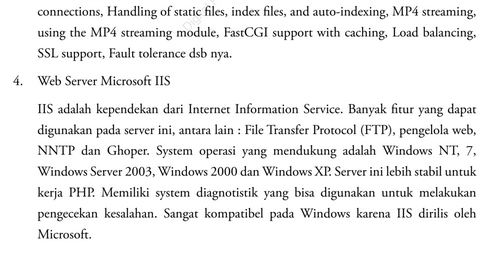 connections, Handling of static files, index files, and auto-indexing, MP4 streaming,
using the MP4 streaming module, FastCGI support with caching, Load balancing,
SSL support, Fault tolerance dsb nya.
4. Web Server Microsoft IIS
IIS adalah kependekan dari Internet Information Service. Banyak fitur yang dapat
digunakan pada server ini, antara lain : File Transfer Protocol (FTP), pengelola web,
NNTP dan Ghoper. System operasi yang mendukung adalah Windows NT, 7,
Windows Server 2003, Windows 2000 dan Windows XP. Server ini lebih stabil untuk
kerja PHP. Memiliki system diagnotistik yang bisa digunakan untuk melakukan
pengecekan kesalahan. Sangat kompatibel pada Windows karena IIS dirilis oleh
Microsoft.